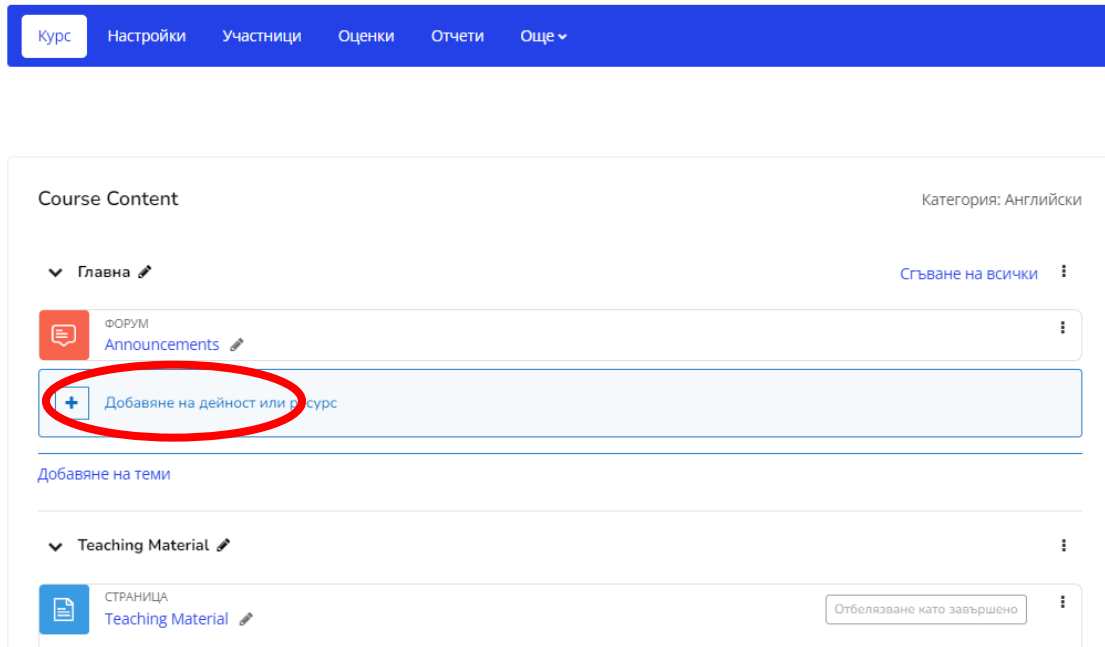 Курс Настройки Участници Оценки Отчети Още
Course Content
Категория: Английски
Главна
Сгъване на всички
ФОРУМ
Announcements
Добавяне на дейност или ресурс
Добавяне на теми
Teaching Material
СТРАНИЦА
Teaching Material
Отбелязване като завършено